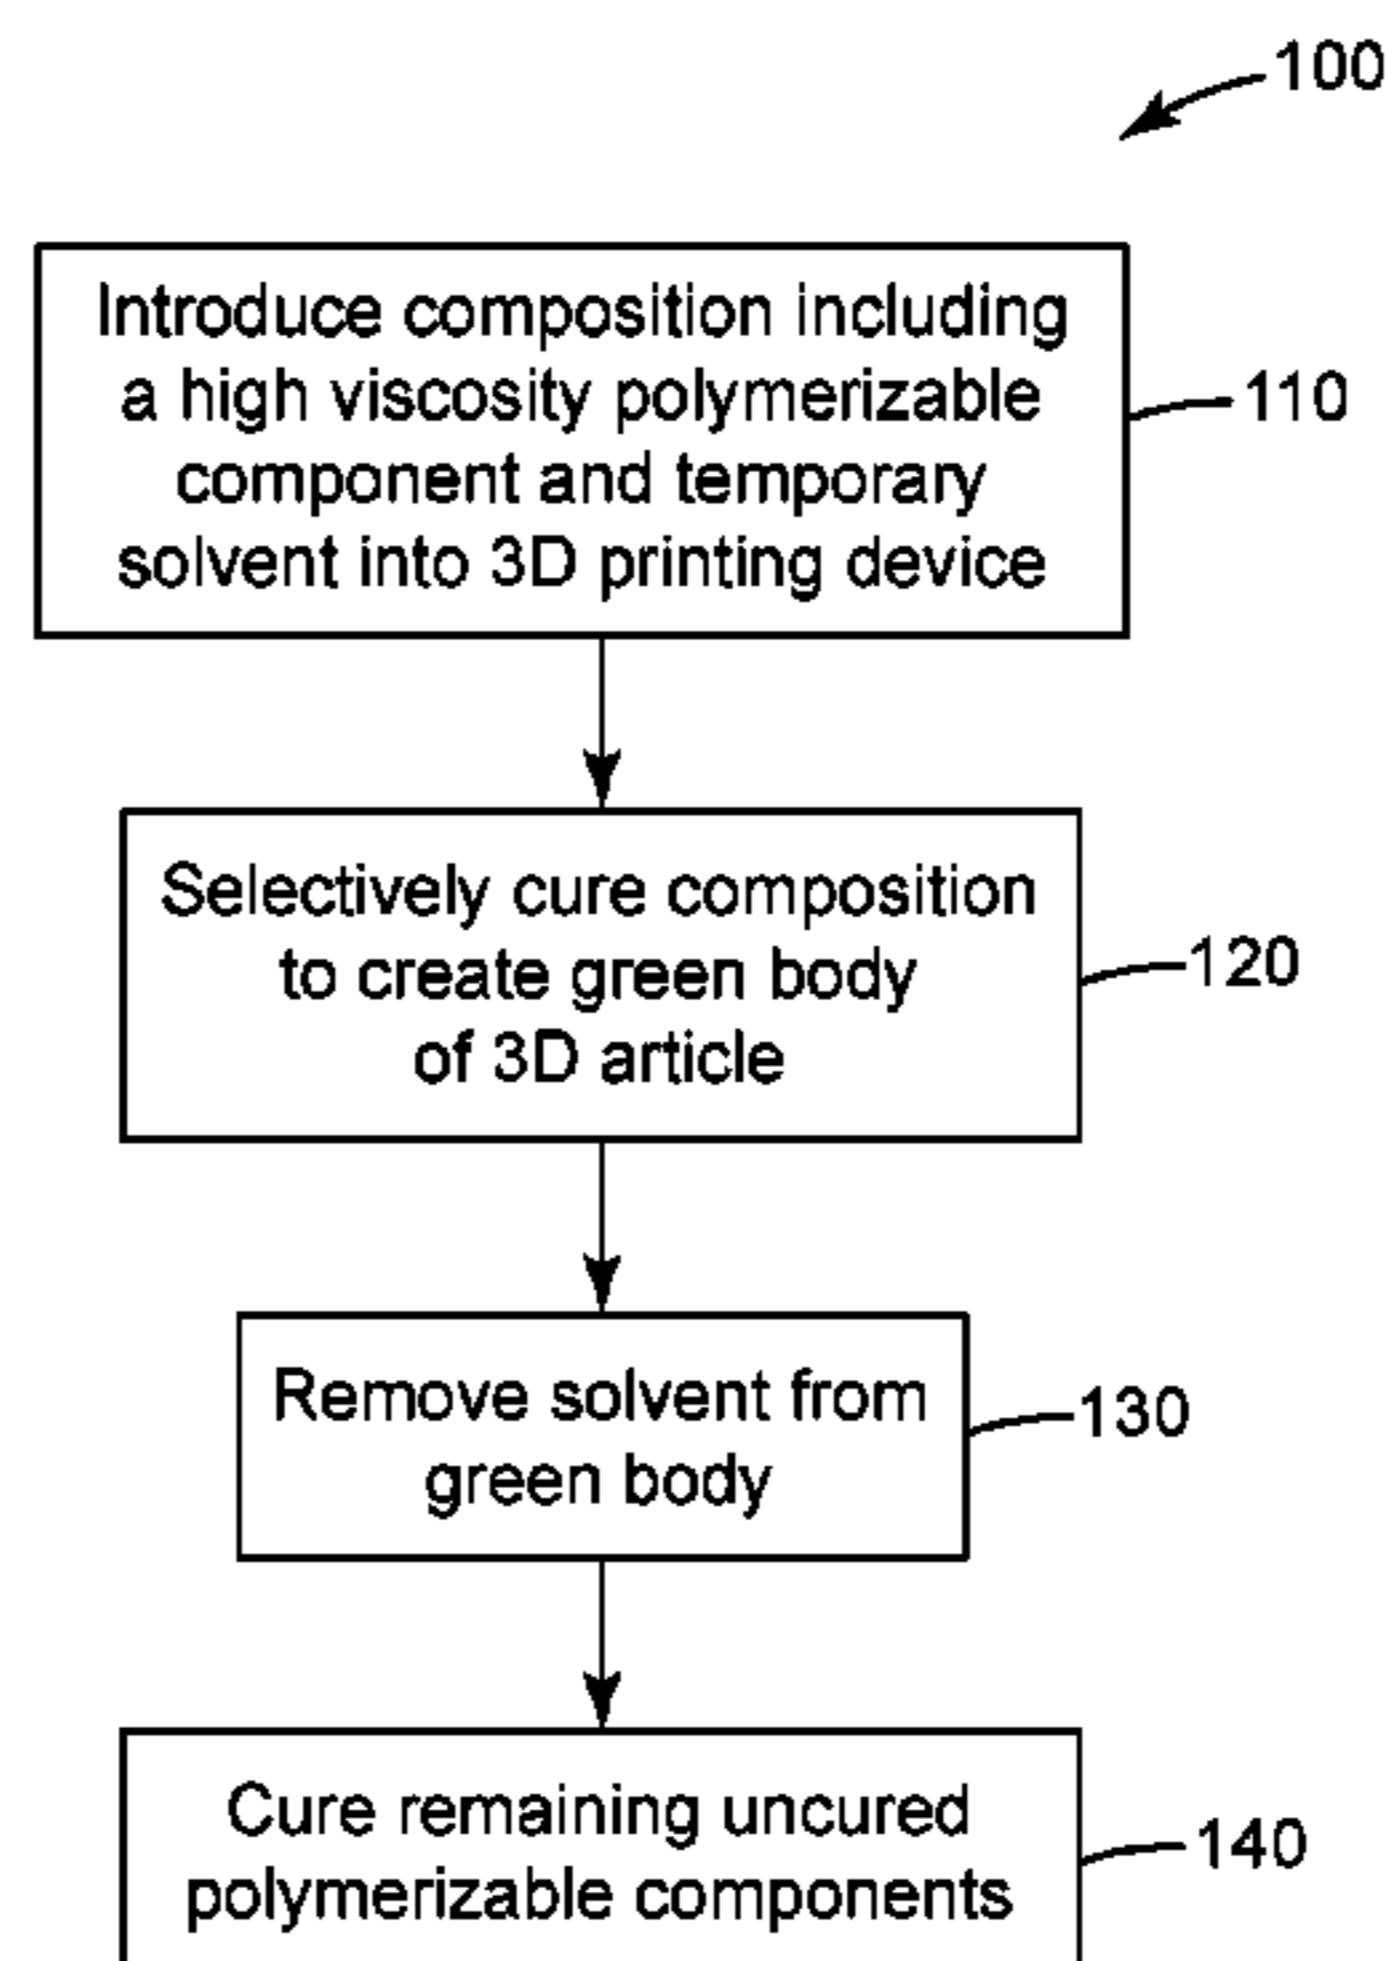 100
Introduce composition including
a high viscosity polymerizable
component and temporary
solvent into 3D printing device
110
Selectively cure composition
to create green body
of 3D article
120
Remove solvent from
green body
130
Cure remaining uncured
polymerizable components
140